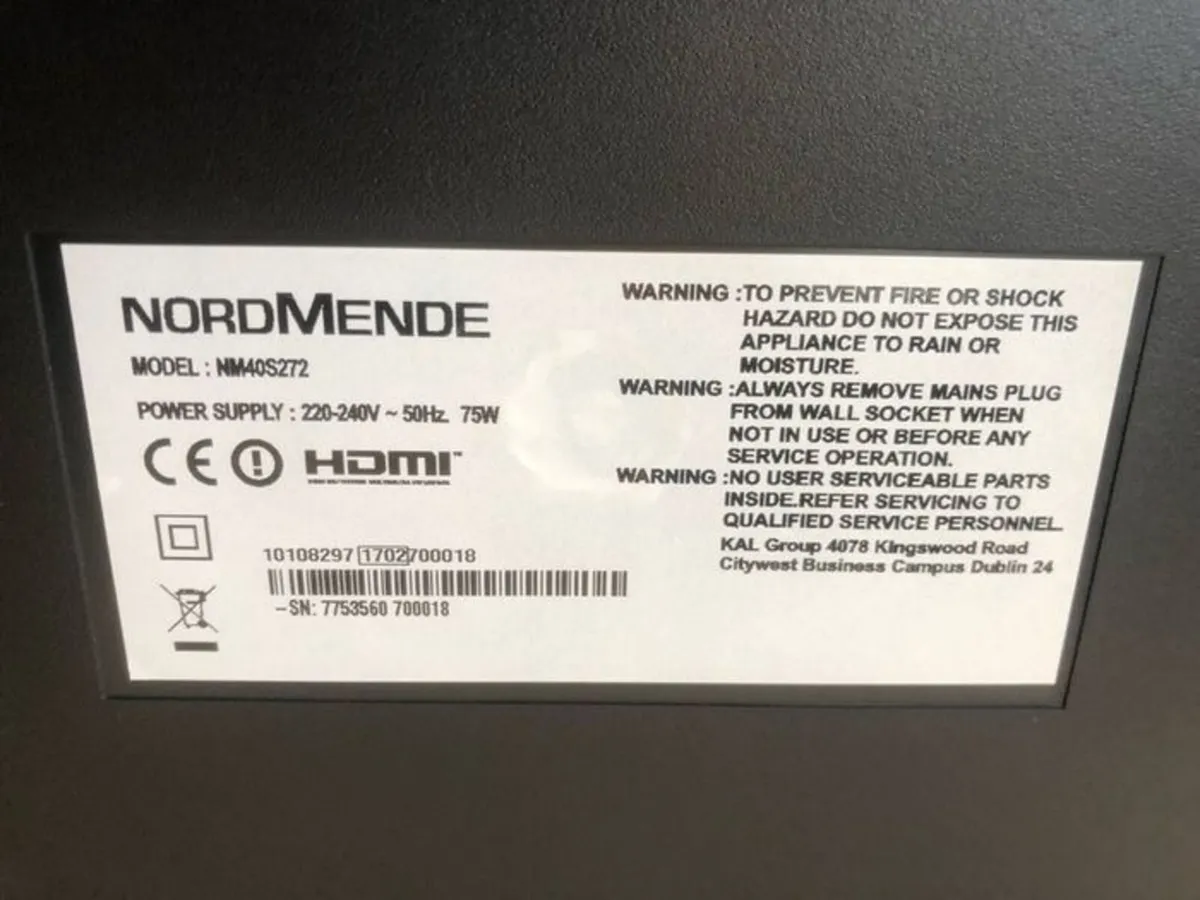 NORDMENDE
MODEL : NM40S272
POWER SUPPLY : 220-240V ~ 50Hz. 75W
CE HDMI™
10108297 1702700018
–SN: 7753560 700018
WARNING :TO PREVENT FIRE OR SHOCK
HAZARD DO NOT EXPOSE THIS
APPLIANCE TO RAIN OR
MOISTURE.
WARNING :ALWAYS REMOVE MAINS PLUG
FROM WALL SOCKET WHEN
NOT IN USE OR BEFORE ANY
SERVICE OPERATION.
WARNING :NO USER SERVICEABLE PARTS
INSIDE.REFER SERVICING TO
QUALIFIED SERVICE PERSONNEL.
KAL Group 4078 Kingswood Road
Citywest Business Campus Dublin 24